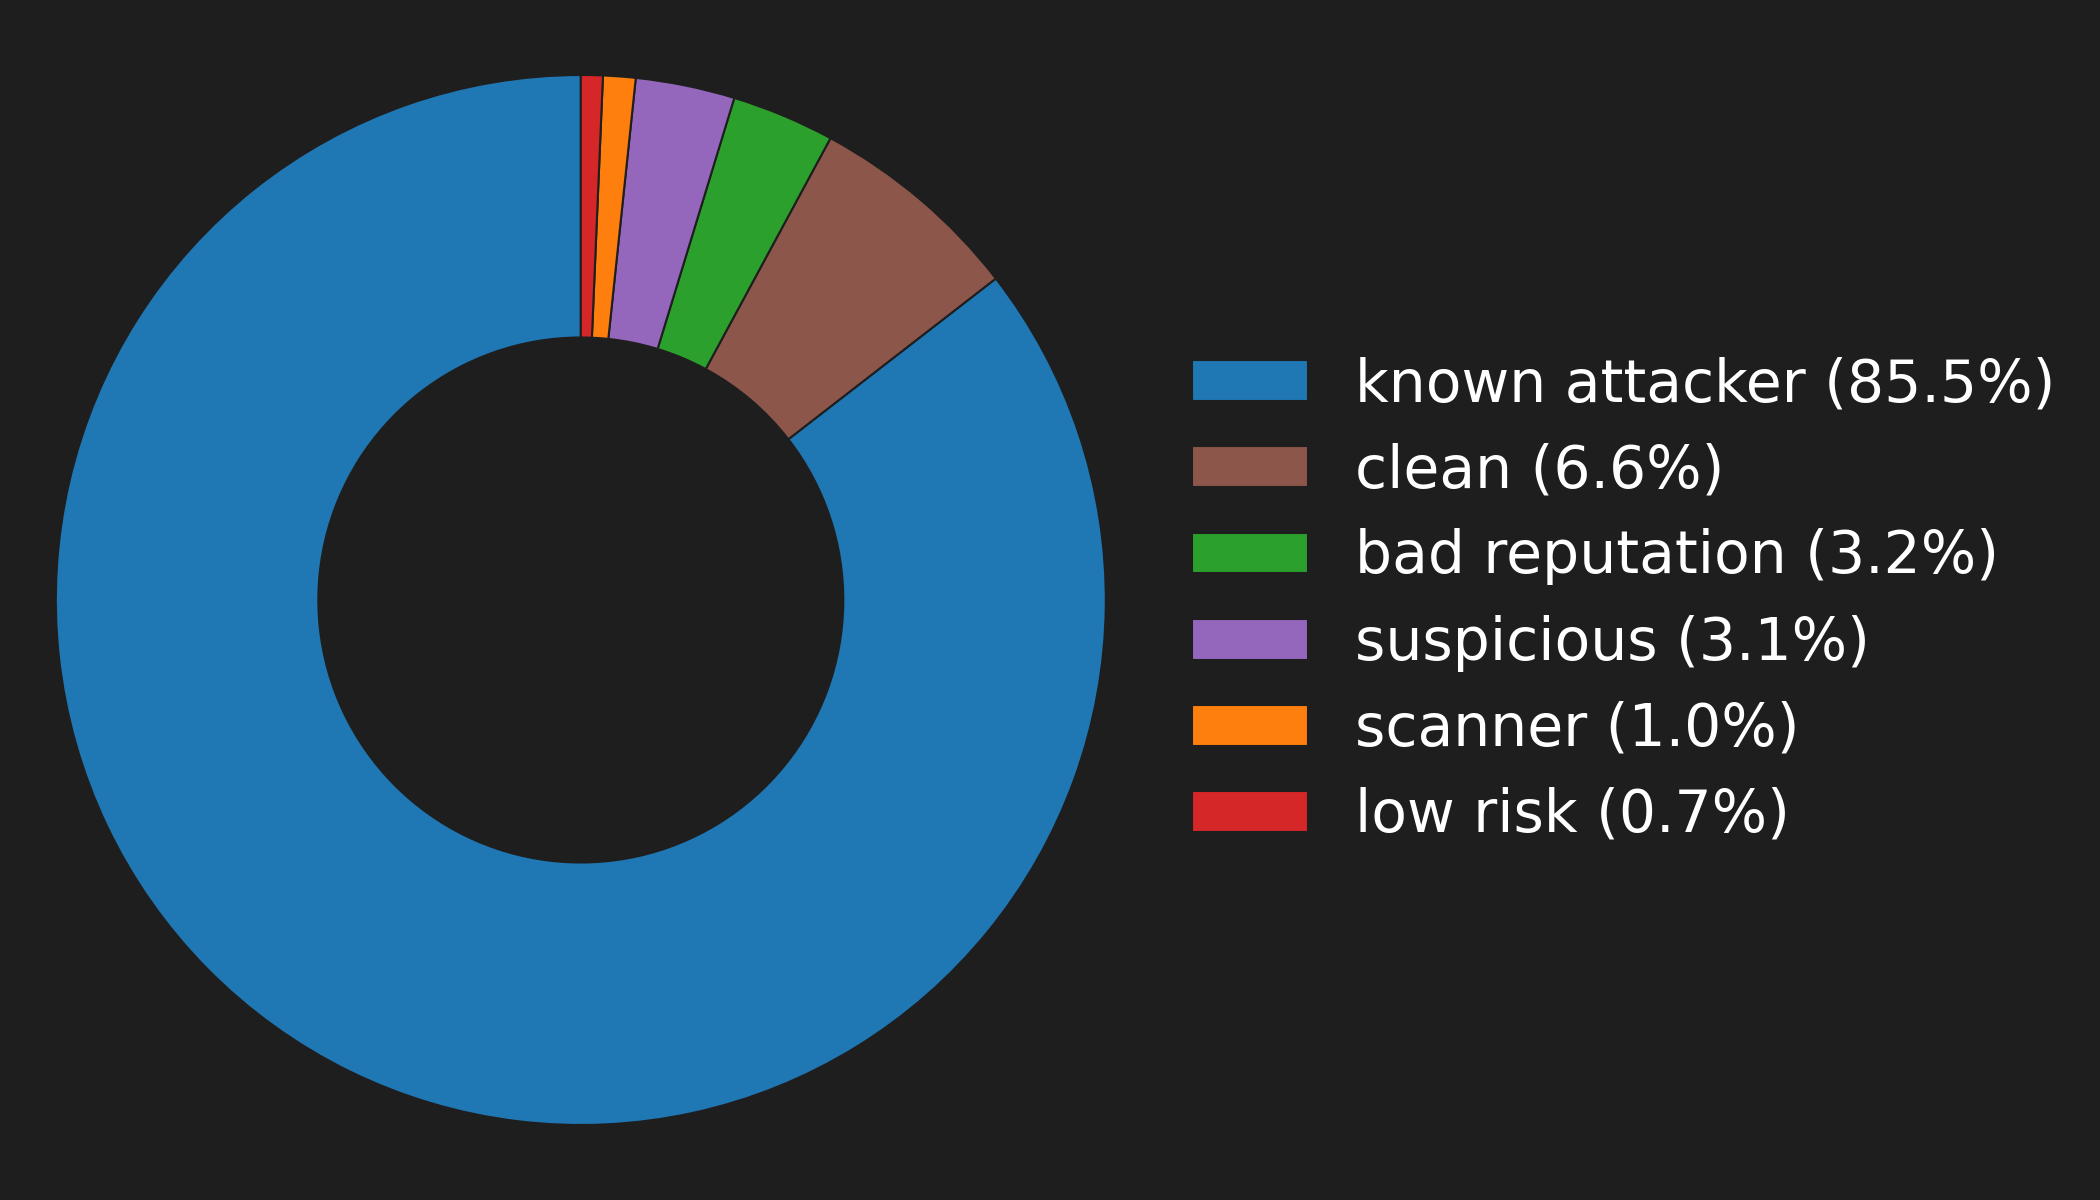 known attacker (85.5%)
clean (6.6%)
bad reputation (3.2%)
suspicious (3.1%)
scanner (1.0%)
low risk (0.7%)